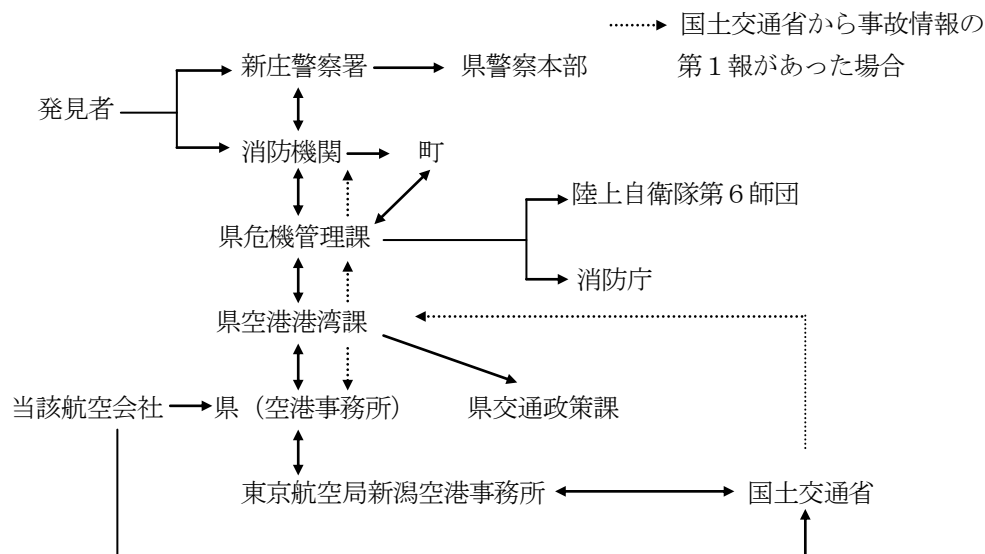 国土交通省から事故情報の
第１報があった場合
新庄警察署
県警察本部
発見者
消防機関
町
陸上自衛隊第６師団
県危機管理課
消防庁
県空港港湾課
当該航空会社
県（空港事務所）
県交通政策課
東京航空局新潟空港事務所
国土交通省